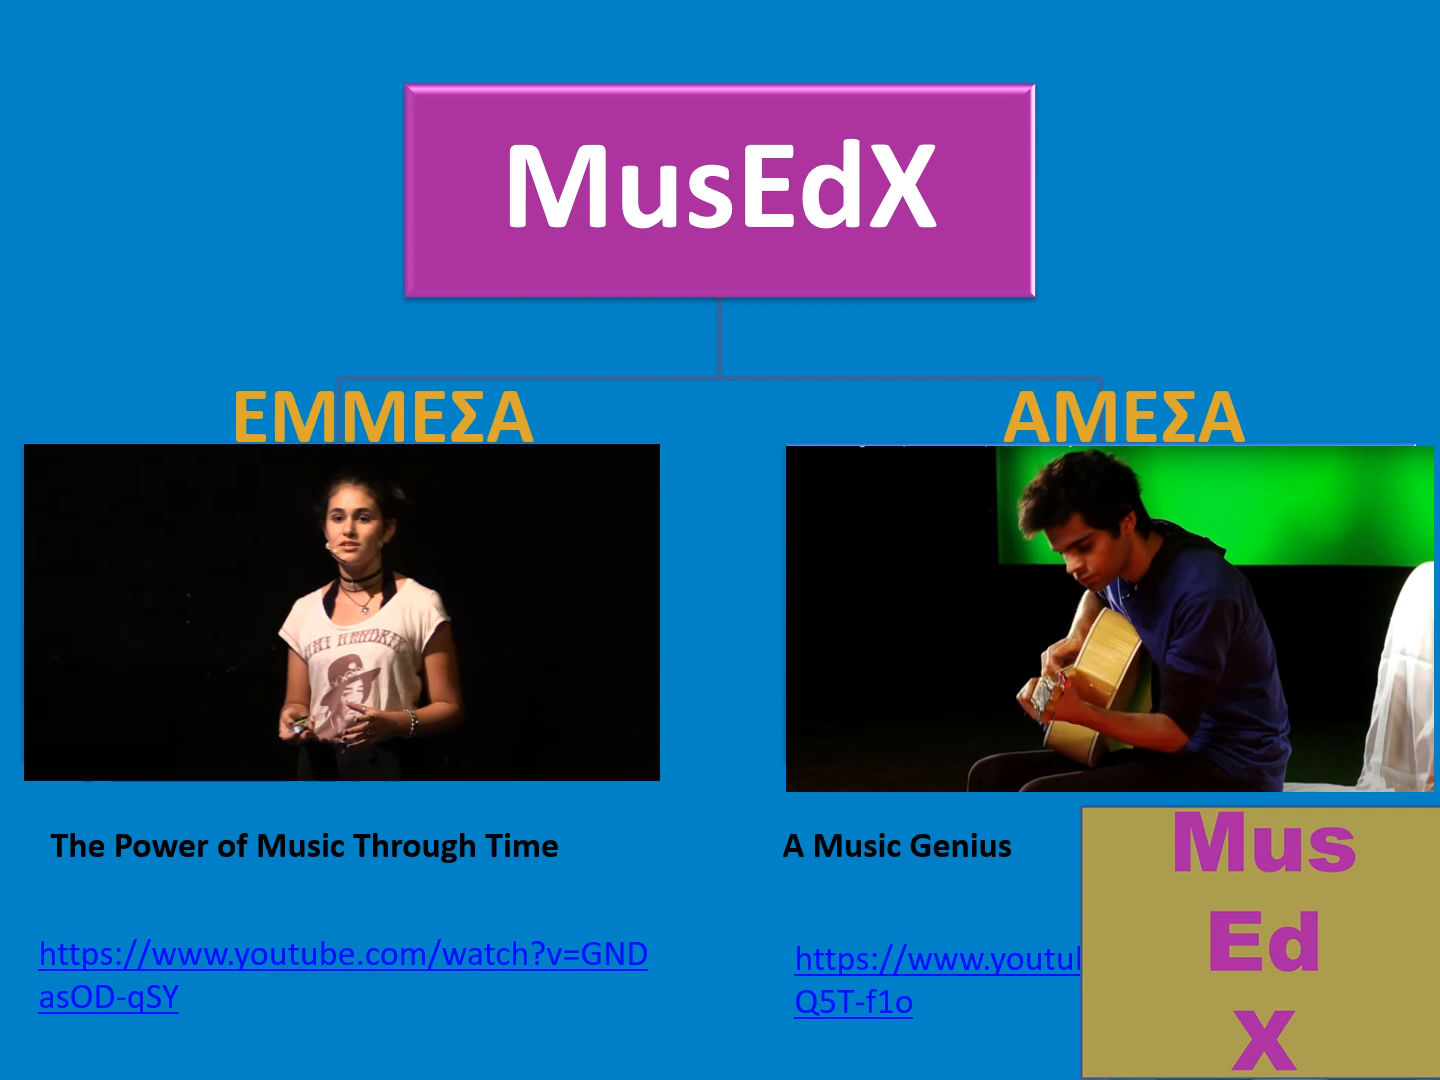 MusEdX
ΕΜΜΕΣΑ
ΑΜΕΣΑ
The Power of Music Through Time
https://www.youtube.com/watch?v=GND
asOD-qSY
A Music Genius
https://www.youtu
Q5T-f1o
Mus
Ed
X